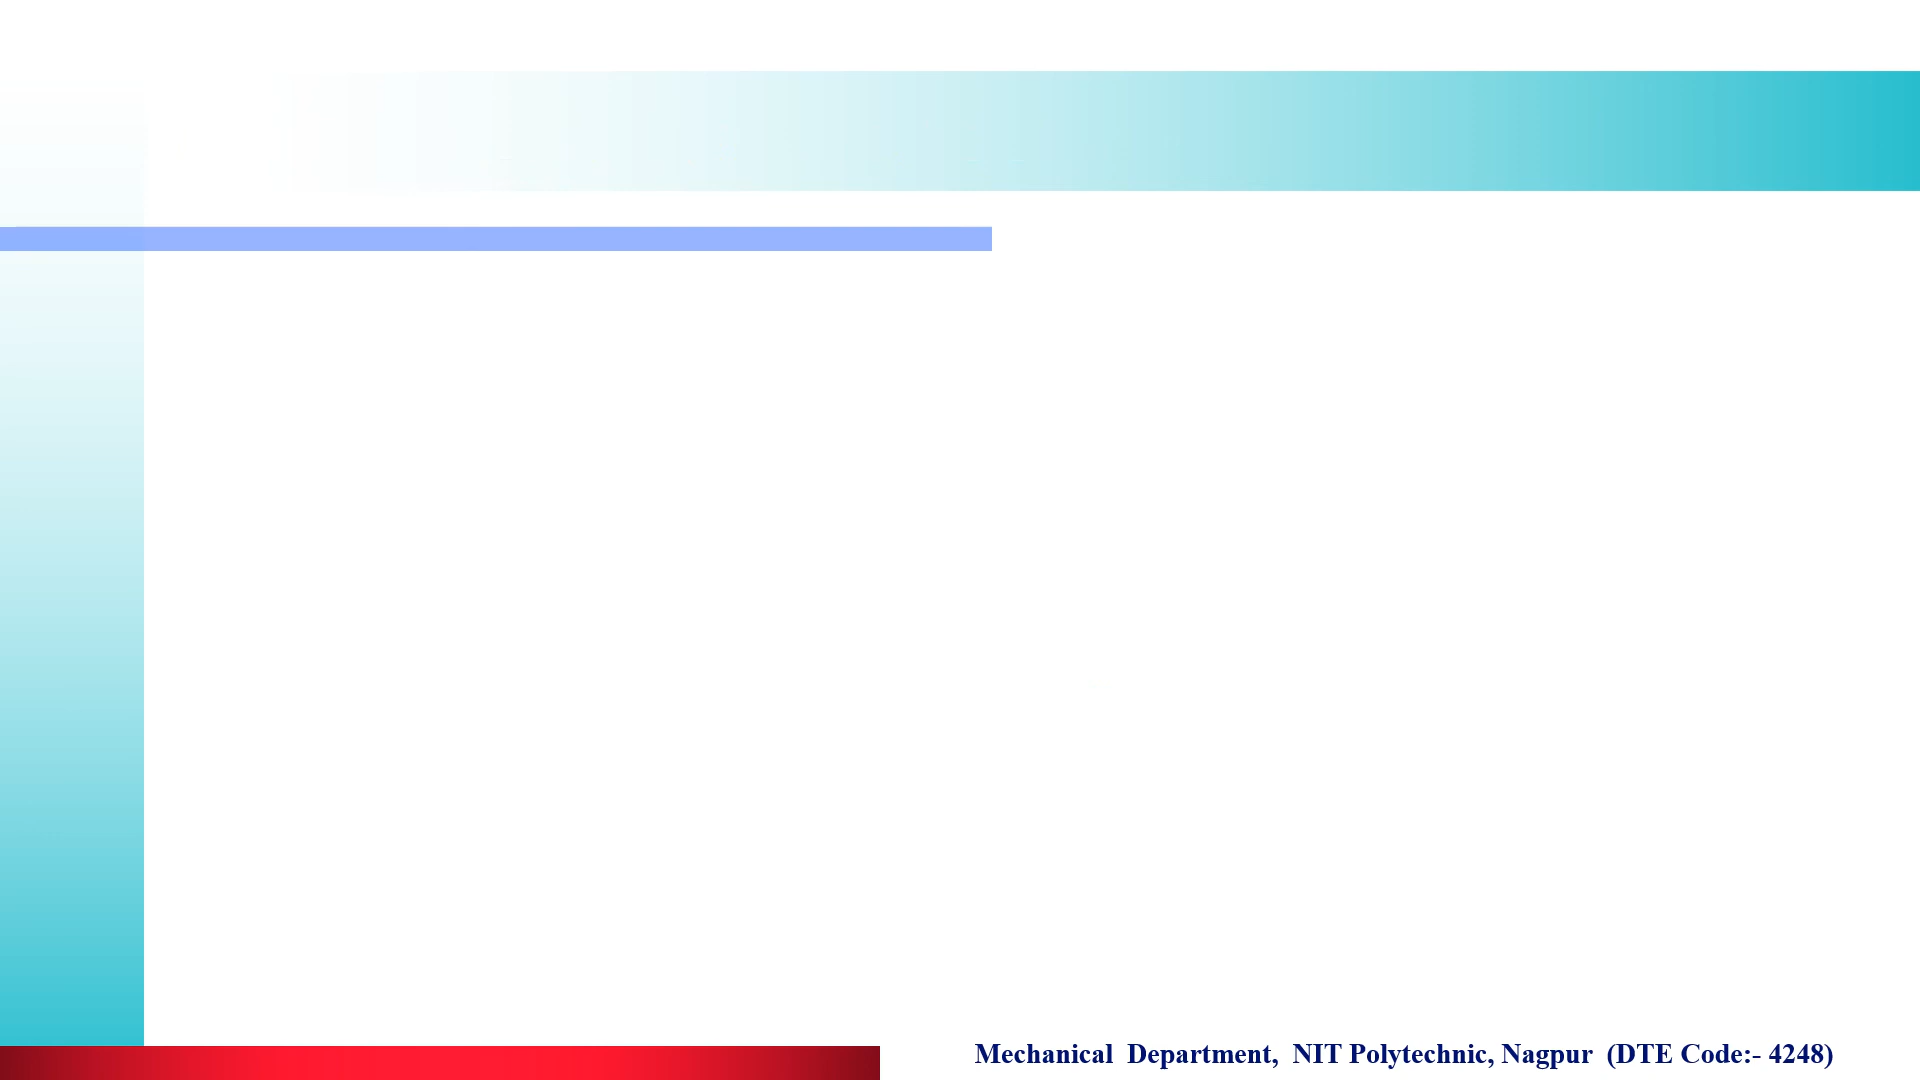 Mechanical  Department,  NIT Polytechnic, Nagpur  (DTE Code:- 4248)